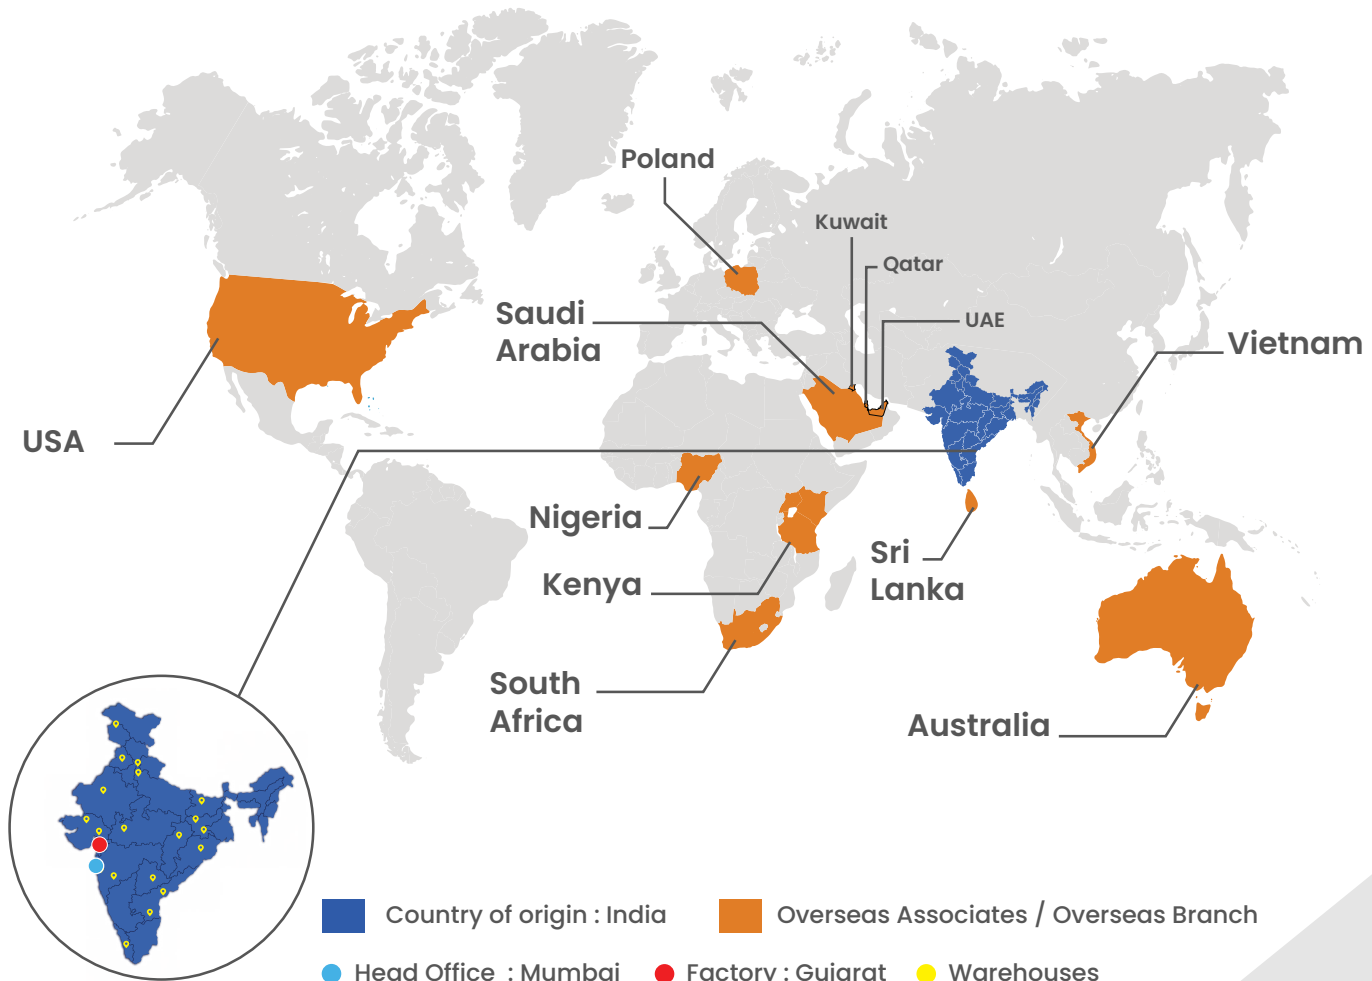 Poland
Kuwait
Qatar
Saudi
Arabia
UAE
Vietnam
USA
Nigeria
Sri
Lanka
Kenya
South
Africa
Australia
Country of origin : India
Overseas Associates / Overseas Branch
Head Office : Mumbai
Factory : Gujarat
Warehouses